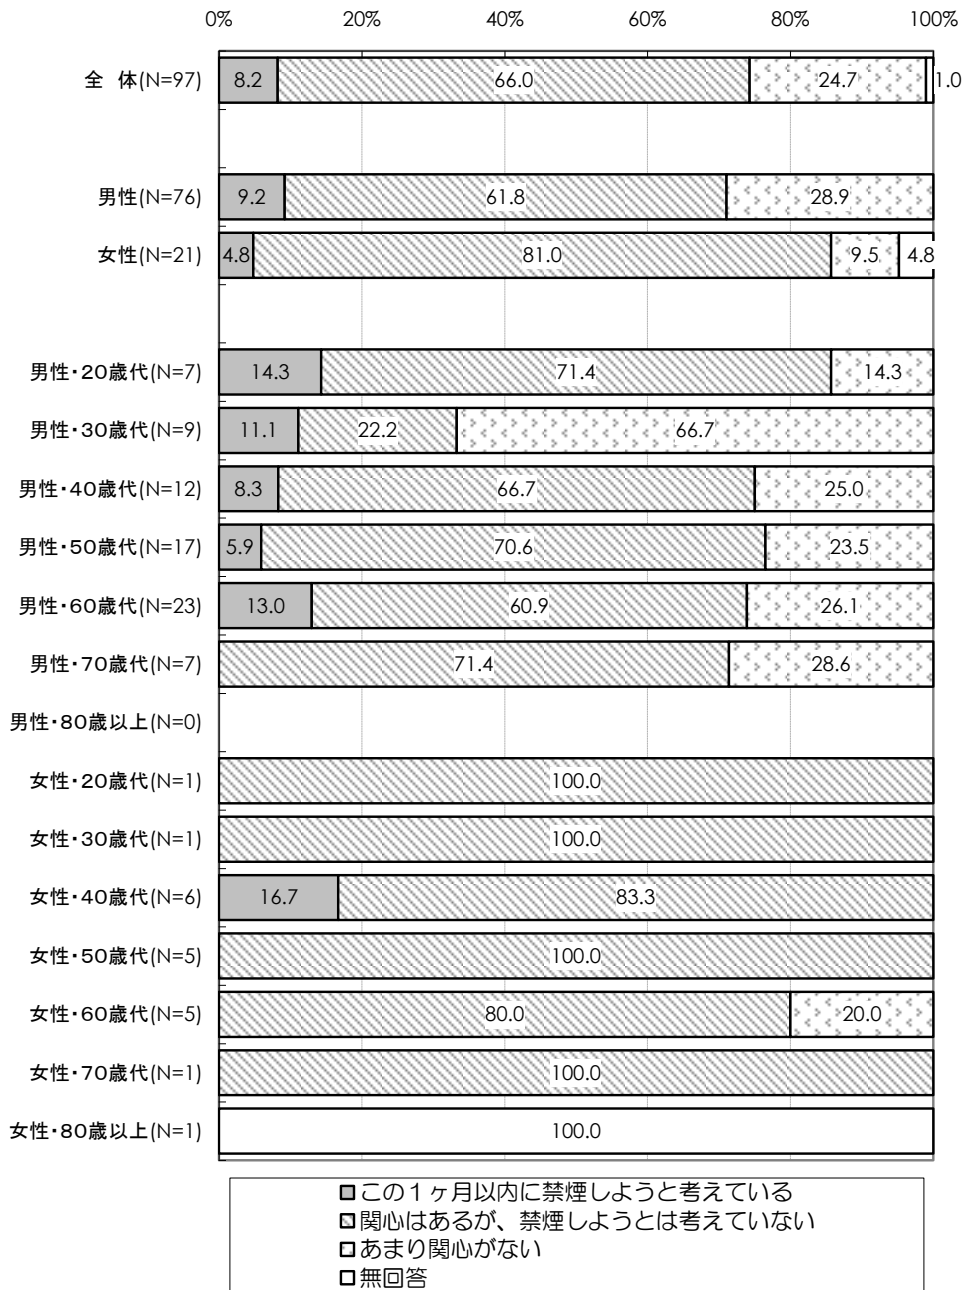 0% 20% 40% 60% 80% 100%
全 体(N=97) 8.2 66.0 24.7 1.0
男性(N=76) 9.2 61.8 28.9
女性(N=21) 4.8 81.0 9.5 4.8
男性・20歳代(N=7) 14.3 71.4 14.3
男性・30歳代(N=9) 11.1 22.2 66.7
男性・40歳代(N=12) 8.3 66.7 25.0
男性・50歳代(N=17) 5.9 70.6 23.5
男性・60歳代(N=23) 13.0 60.9 26.1
男性・70歳代(N=7) 71.4 28.6
男性・80歳以上(N=0)
女性・20歳代(N=1) 100.0
女性・30歳代(N=1) 100.0
女性・40歳代(N=6) 16.7 83.3
女性・50歳代(N=5) 100.0
女性・60歳代(N=5) 80.0 20.0
女性・70歳代(N=1) 100.0
女性・80歳以上(N=1) 100.0
この1ヶ月以内に禁煙しようと考えている
関心はあるが、禁煙しようとは考えていない
あまり関心がない
無回答